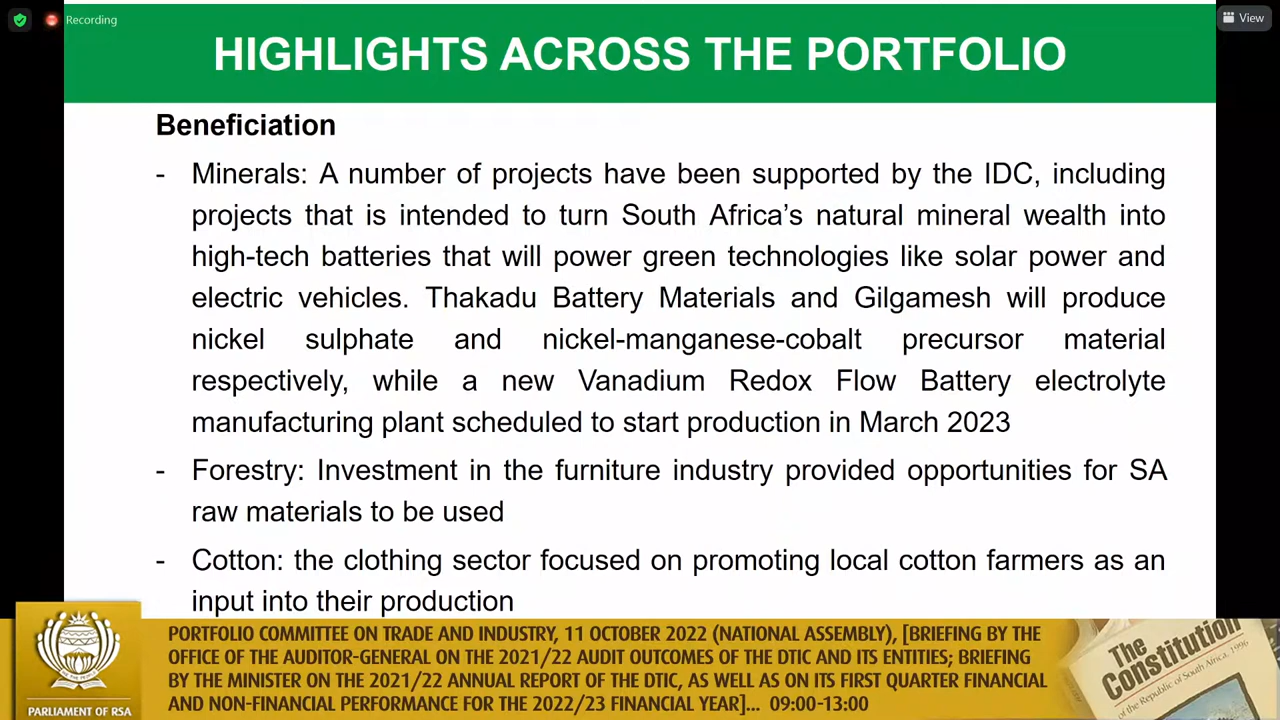 Recording
View
HIGHLIGHTS ACROSS THE PORTFOLIO
Beneficiation
- Minerals: A number of projects have been supported by the IDC, including
projects that is intended to turn South Africa's natural mineral wealth into
high-tech batteries that will power green technologies like solar power and
electric vehicles. Thakadu Battery Materials and Gilgamesh will produce
nickel sulphate and nickel-manganese-cobalt precursor material
respectively, while a new Vanadium Redox Flow Battery electrolyte
manufacturing plant scheduled to start production in March 2023
- Forestry: Investment in the furniture industry provided opportunities for SA
raw materials to be used
- Cotton: the clothing sector focused on promoting local cotton farmers as an
input into their production
PORTFOLIO COMMITTEE ON TRADE AND INDUSTRY, 11 OCTOBER 2022 (NATIONAL ASSEMBLY), [BRIEFING BY THE
OFFICE OF THE AUDITOR-GENERAL ON THE 2021/22 AUDIT OUTCOMES OF THE DTIC AND ITS ENTITIES; BRIEFING
BY THE MINISTER ON THE 2021/22 ANNUAL REPORT OF THE DTIC, AS WELL AS ON ITS FIRST QUARTER FINANCIAL
AND NON-FINANCIAL PERFORMANCE FOR THE 2022/23 FINANCIAL YEAR]... 09:00-13:00
PARLIAMENT OF RSA
The
Constitution
of the Republic of South Africa, 1996